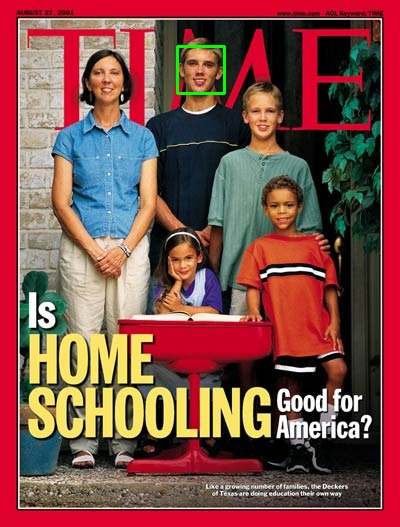 AUGUST 27, 2001
www.time.com AOL Keyword: TIME
TIME
Is
HOME
SCHOOLING
Good for
America?
Like a growing number of families, the Deckers
of Texas are doing education their own way